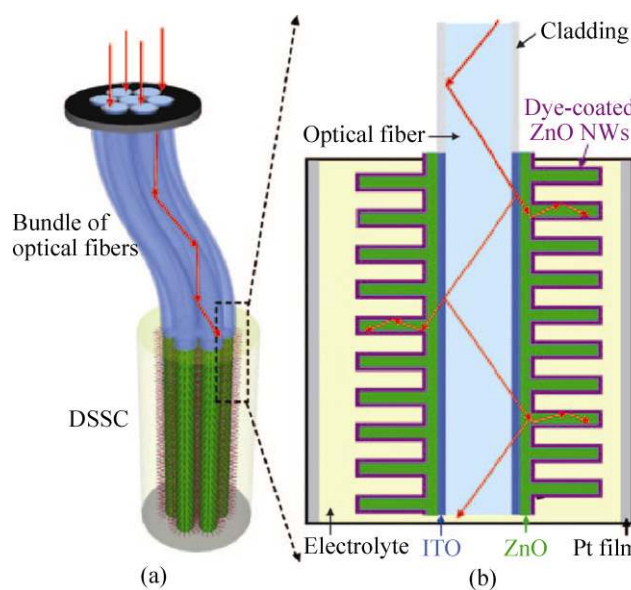 (a)
Bundle of
optical fibers
DSSC
Cladding
Optical fiber
Dye-coated
ZnO NWs
Electrolyte
ITO
ZnO
Pt film
(b)